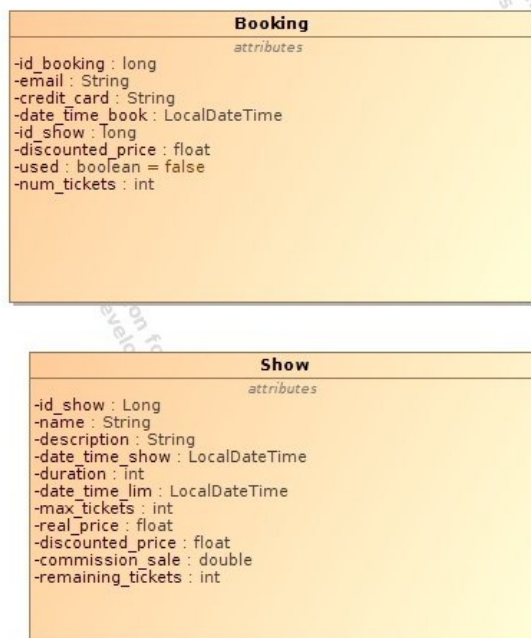 Booking
attributes
-id_booking : long
-email : String
-credit_card : String
-date_time_book : LocalDateTime
-id_show : long
-discounted_price : float
-used : boolean = false
-num_tickets : int
Show
attributes
-id_show : Long
-name : String
-description : String
-date_time_show : LocalDateTime
-duration : int
-date_time_lim : LocalDateTime
-max_tickets : int
-real_price : float
-discounted_price : float
-commission_sale : double
-remaining_tickets : int